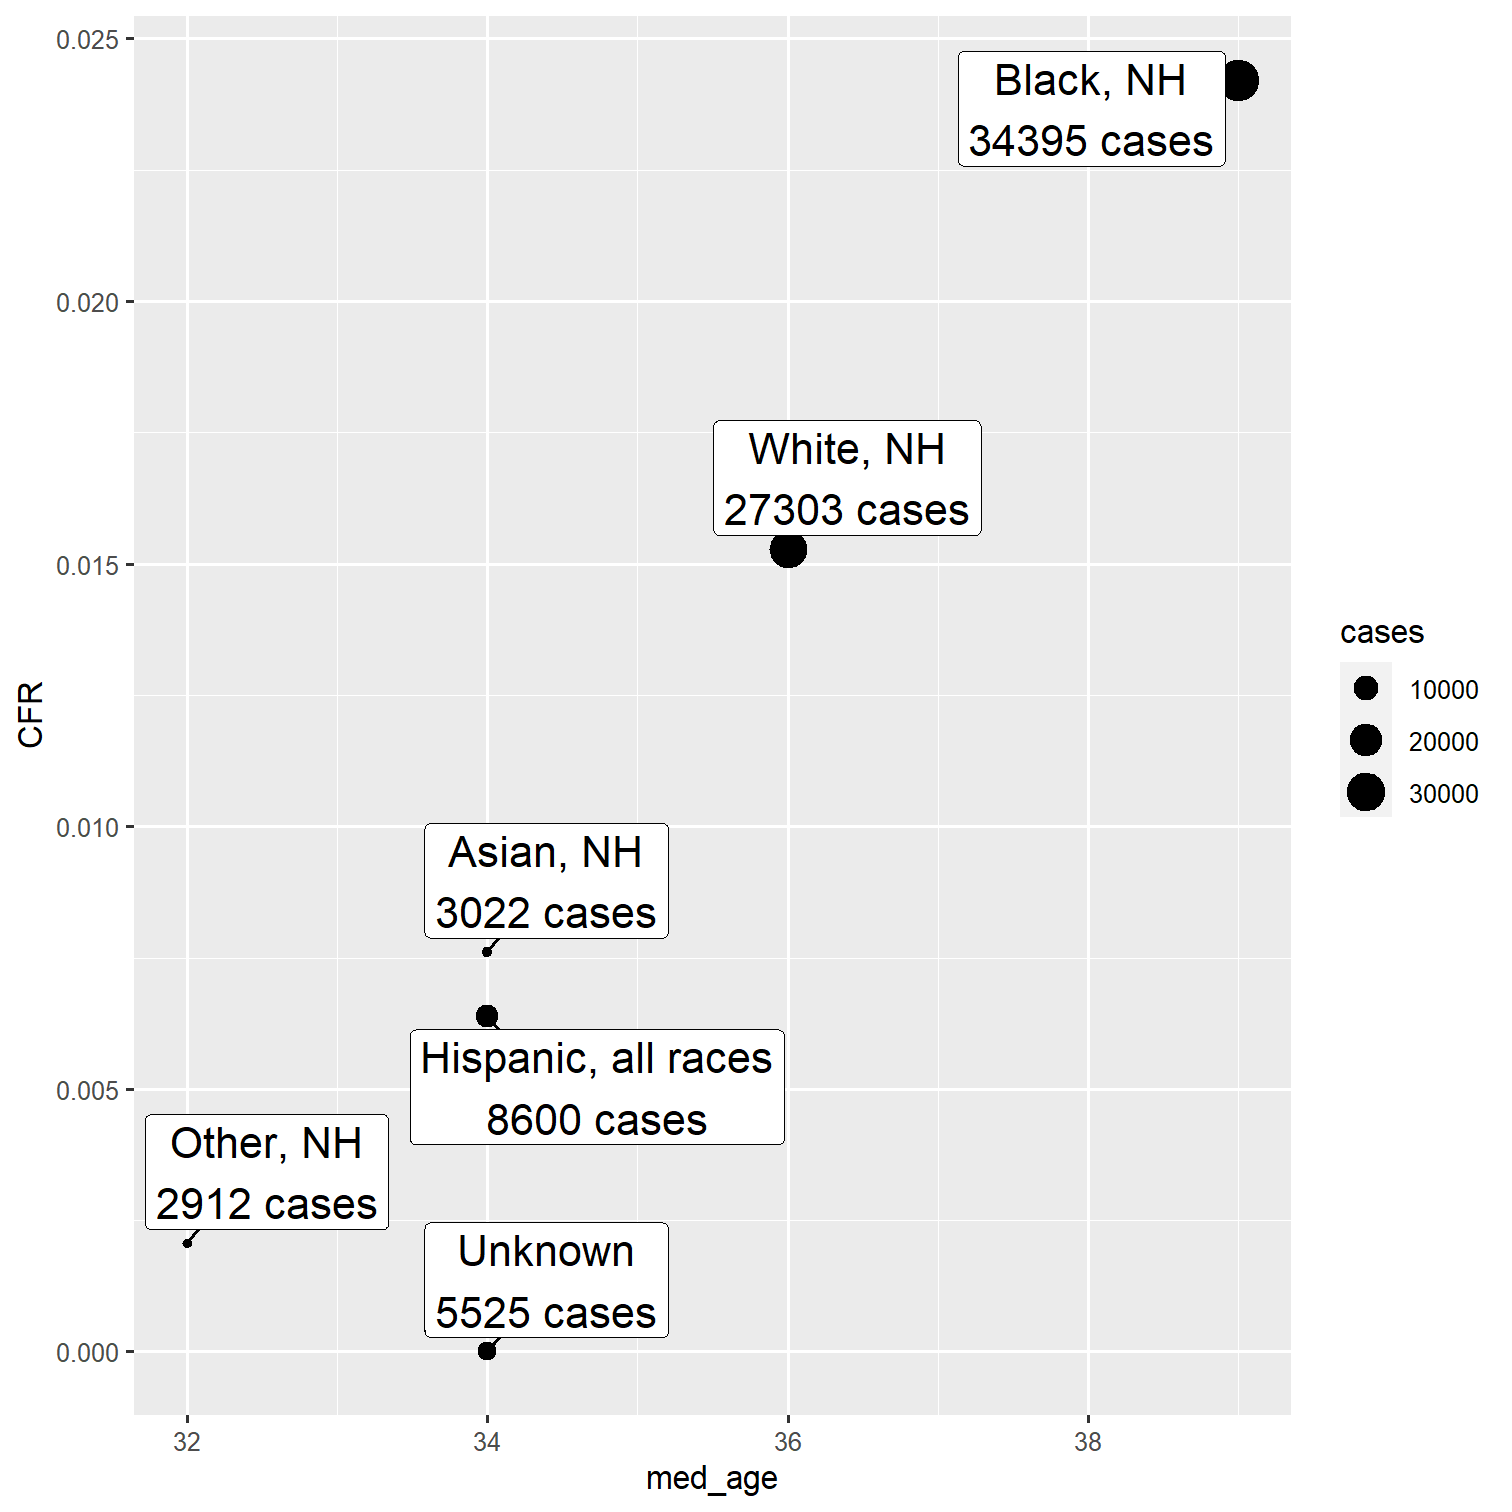 0.025
0.020
0.015
0.010
0.005
0.000
CFR
Black, NH
34395 cases
White, NH
27303 cases
Asian, NH
3022 cases
Hispanic, all races
8600 cases
Other, NH
2912 cases
Unknown
5525 cases
32
34
36
38
med_age
cases
10000
20000
30000